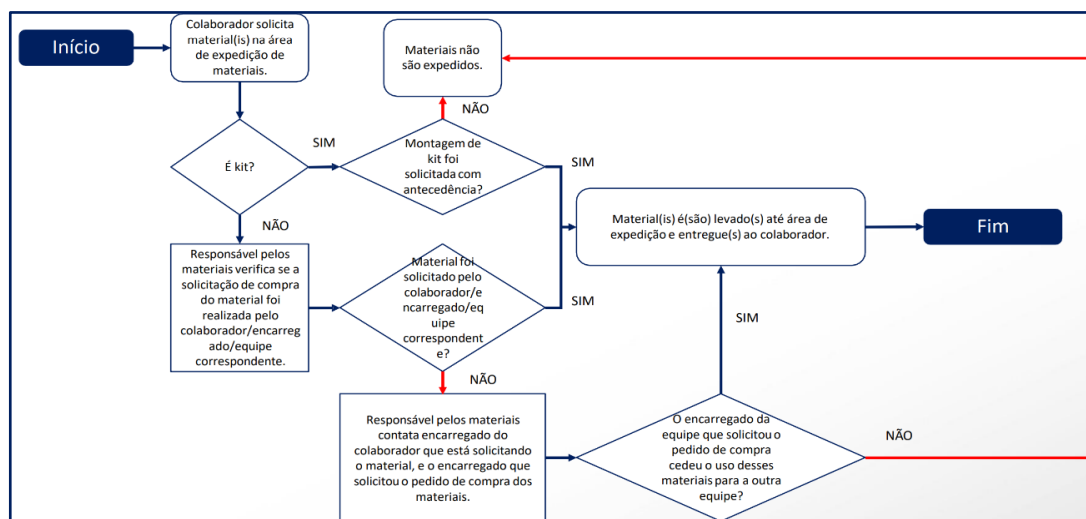 Início
Colaborador solicita
material(is) na área
de expedição de
materiais.
Materiais não
são expedidos.
NÃO
É kit?
SIM
Montagem de
kit foi
solicitada com
antecedência?
SIM
NÃO
Material(is) é(são) levado(s) até área de
expedição e entregue(s) ao colaborador.
Fim
Responsável pelos
materiais verifica se a
solicitação de compra
do material foi
realizada pelo
colaborador/encarreg
ado/equipe
correspondente.
Material foi
solicitado pelo
colaborador/e
ncarregado/eq
uipe
correspondent
e?
SIM
SIM
NÃO
Responsável pelos materiais
contata encarregado do
colaborador que está solicitando
o material, e o encarregado que
solicitou o pedido de compra dos
materiais.
O encarregado da
equipe que solicitou o
pedido de compra
cedeu o uso desses
materiais para a outra
equipe?
NÃO